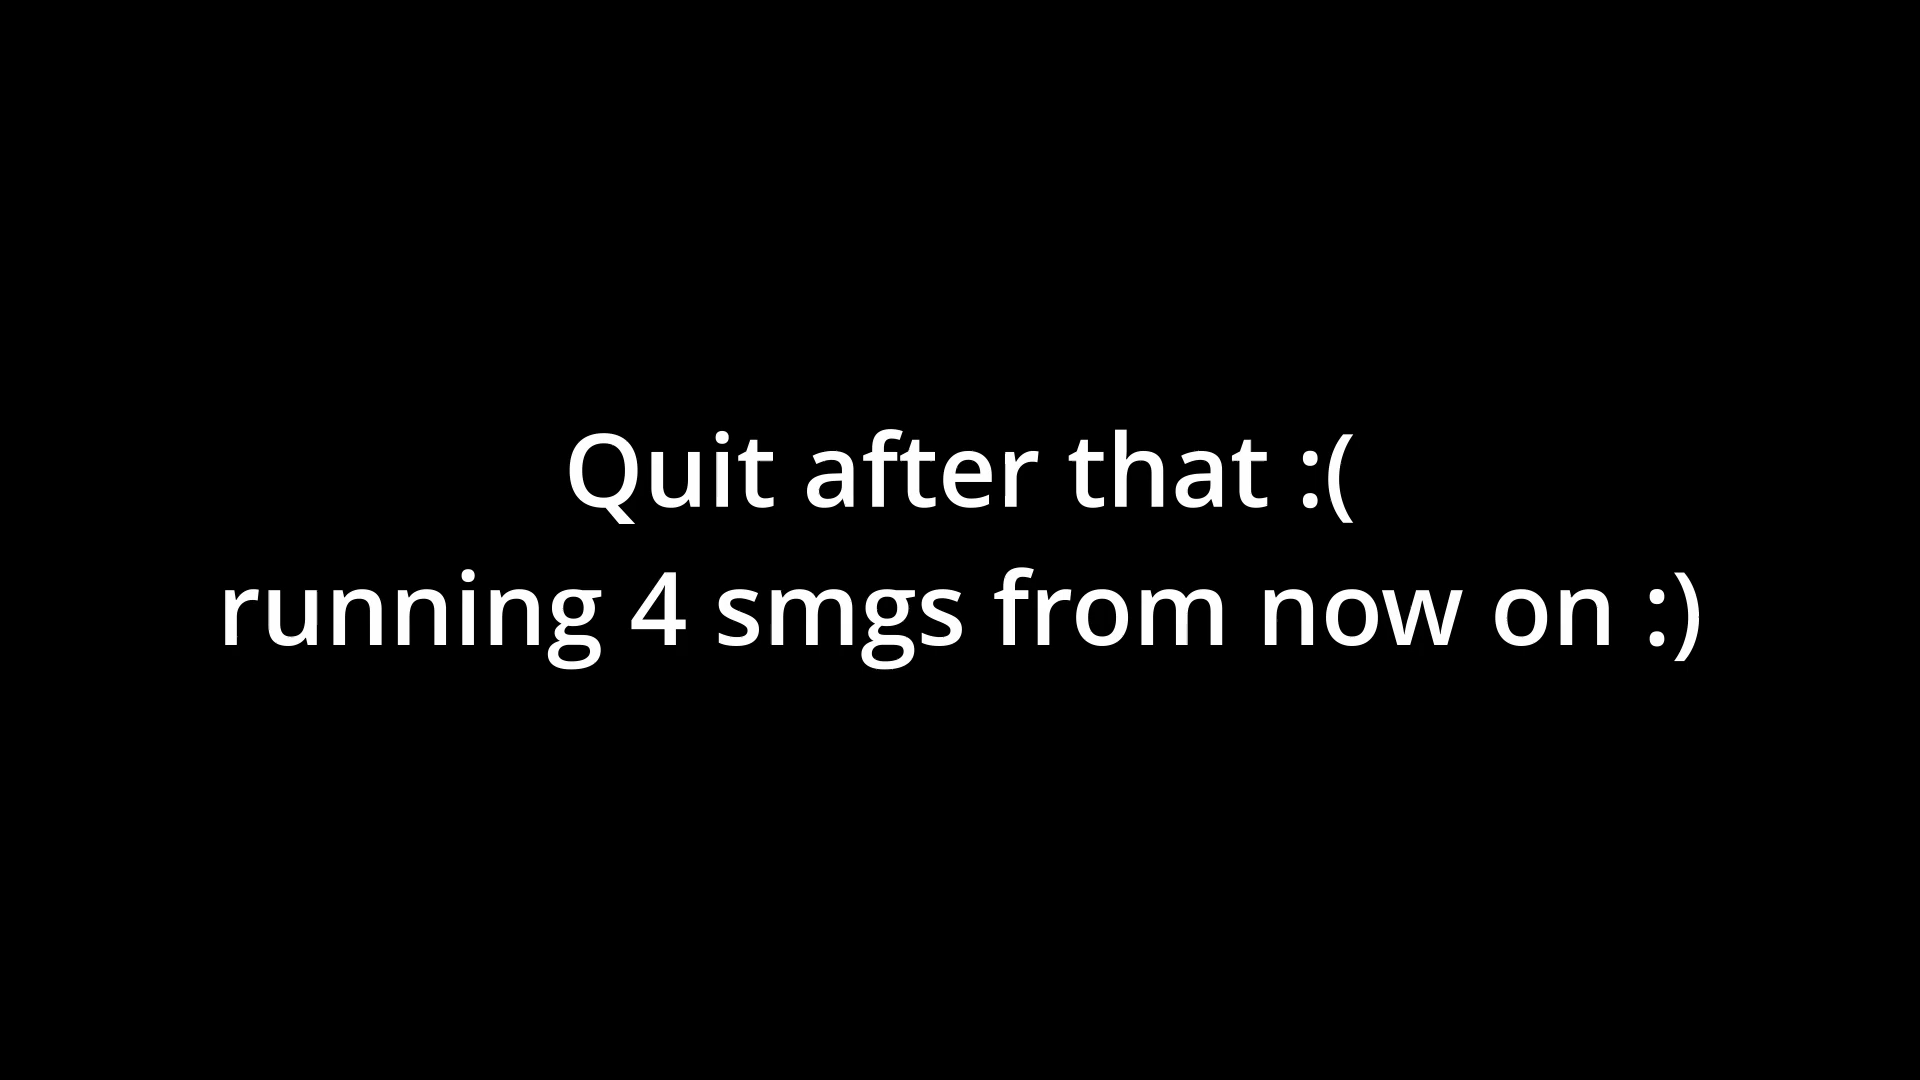 Quit after that :(
running 4 smgs from now on :)